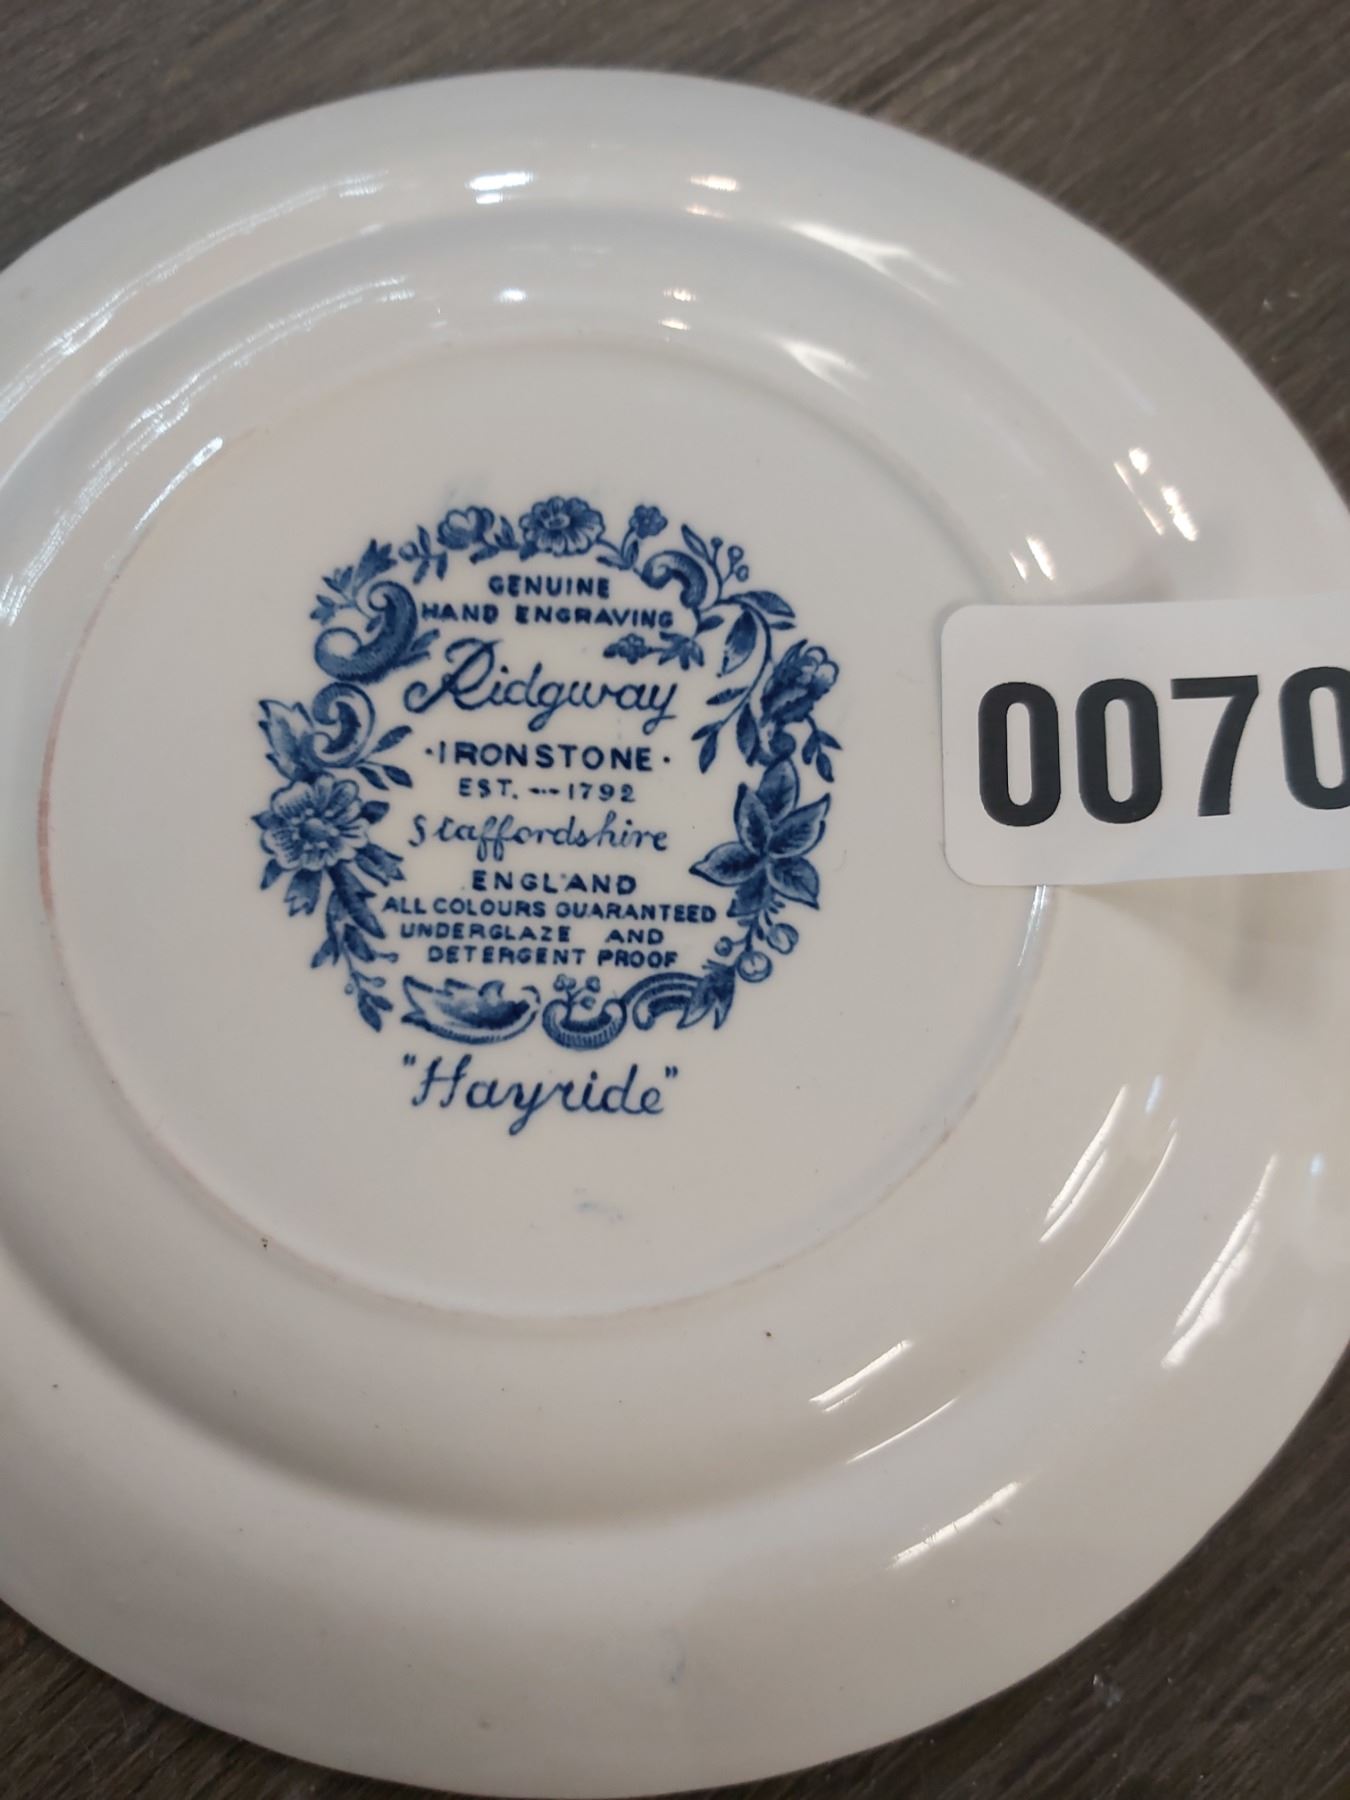 GENUINE
HAND ENGRAVING
Ridgway
·IRONSTONE·
EST. --- 1792
Staffordshire
ENGLAND
ALL COLOURS GUARANTEED
UNDERGLAZE AND
DETERGENT PROOF
"Hayride"
0070